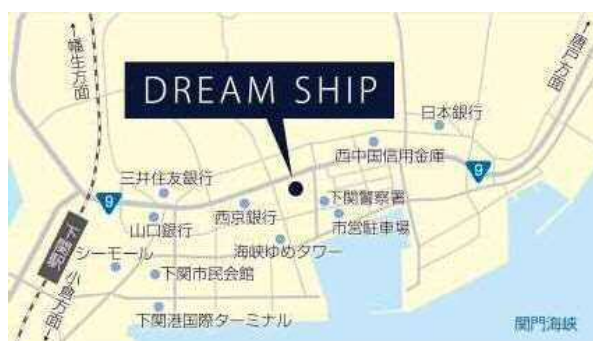 ←幡生方面
唐戸方面→
DREAM SHIP
日本銀行
西中国信用金庫
三井住友銀行
9
9
下関警察署
西京銀行
山口銀行
市営駐車場
下関駅
シーモール
海峡ゆめタワー
下関市民会館
小倉方面→
下関港国際ターミナル
関門海峡